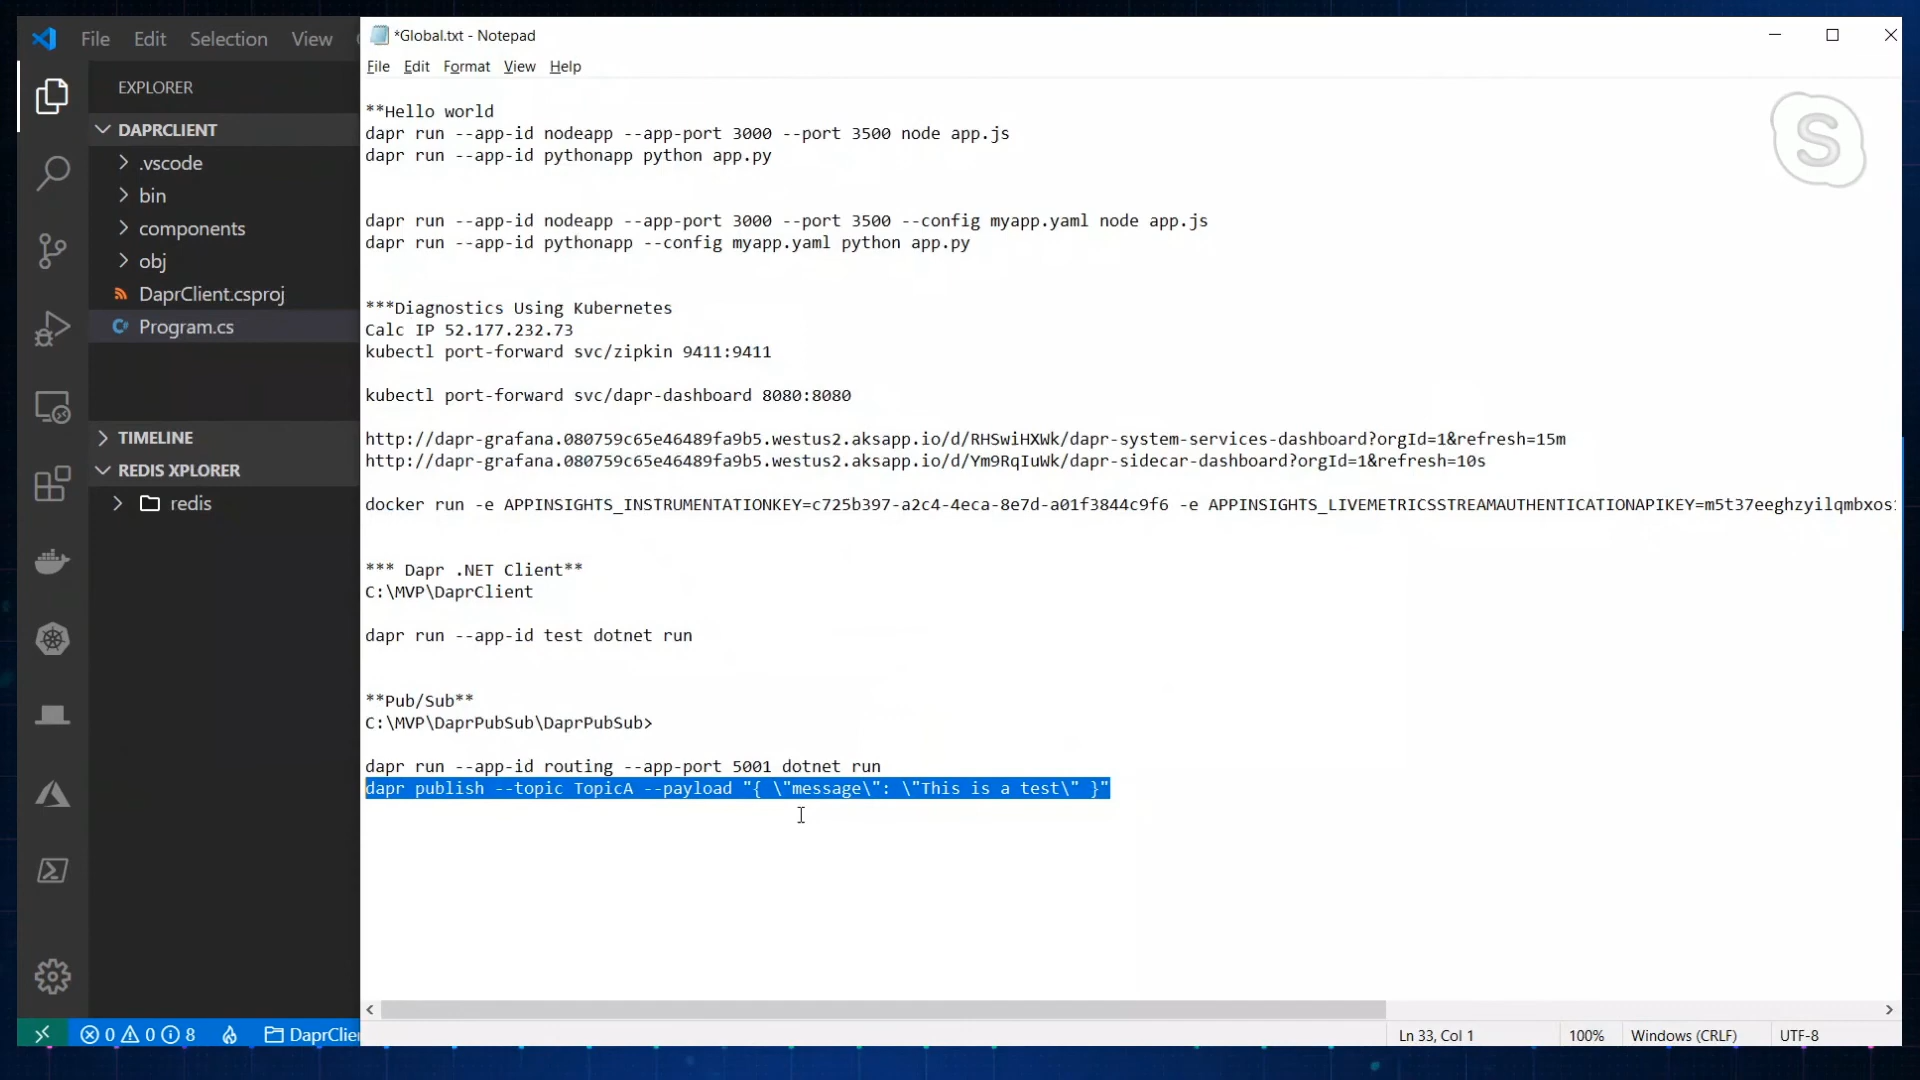 File Edit Selection View
EXPLORER
DAPRCLIENT
.vscode
bin
components
obj
DaprClient.csproj
Program.cs
TIMELINE
REDIS XPLORER
redis
0 0 8 DaprClie
*Global.txt - Notepad
File Edit Format View Help
**Hello world
dapr run --app-id nodeapp --app-port 3000 --port 3500 node app.js
dapr run --app-id pythonapp python app.py
dapr run --app-id nodeapp --app-port 3000 --port 3500 --config myapp.yaml node app.js
dapr run --app-id pythonapp --config myapp.yaml python app.py
***Diagnostics Using Kubernetes
Calc IP 52.177.232.73
kubectl port-forward svc/zipkin 9411:9411
kubectl port-forward svc/dapr-dashboard 8080:8080
http://dapr-grafana.080759c65e46489fa9b5.westus2.aksapp.io/d/RHSwiHXWk/dapr-system-services-dashboard?orgId=1&refresh=15m
http://dapr-grafana.080759c65e46489fa9b5.westus2.aksapp.io/d/Ym9RqIuWk/dapr-sidecar-dashboard?orgId=1&refresh=10s
docker run -e APPINSIGHTS_INSTRUMENTATIONKEY=c725b397-a2c4-4eca-8e7d-a01f3844c9f6 -e APPINSIGHTS_LIVEMETRICSSTREAMAUTHENTICATIONAPIKEY=m5t37eeghzyilqmbxos
*** Dapr .NET Client**
C:\MVP\DaprClient
dapr run --app-id test dotnet run
**Pub/Sub**
C:\MVP\DaprPubSub\DaprPubSub>
dapr run --app-id routing --app-port 5001 dotnet run
dapr publish --topic TopicA --payload "{ \"message\": \"This is a test\" }"
Ln 33, Col 1 100% Windows (CRLF) UTF-8